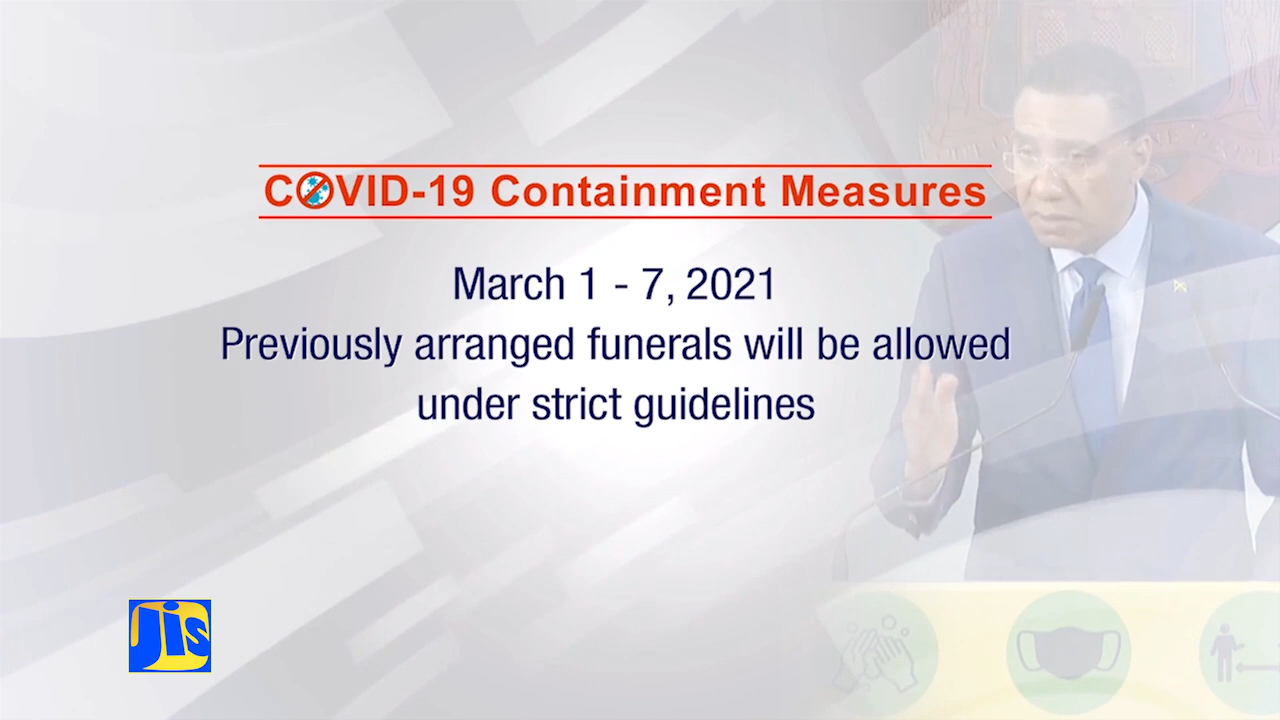 COVID-19 Containment Measures
March 1 - 7, 2021
Previously arranged funerals will be allowed
under strict guidelines
JIS